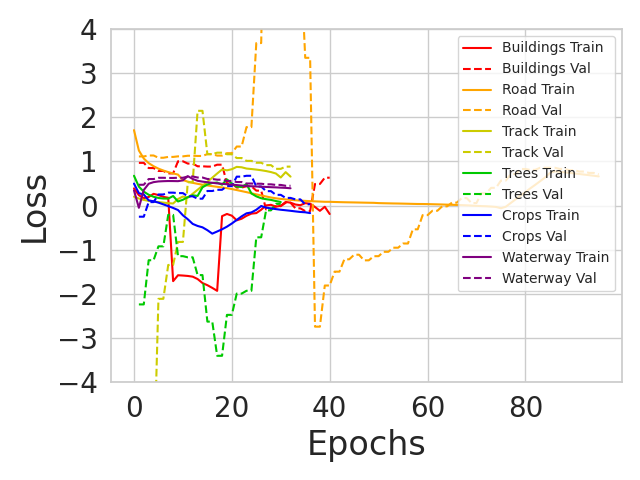 4
3
2
1
0
−1
−2
−3
−4
Loss
0
20
40
60
80
Epochs
Buildings Train
Buildings Val
Road Train
Road Val
Track Train
Track Val
Trees Train
Trees Val
Crops Train
Crops Val
Waterway Train
Waterway Val